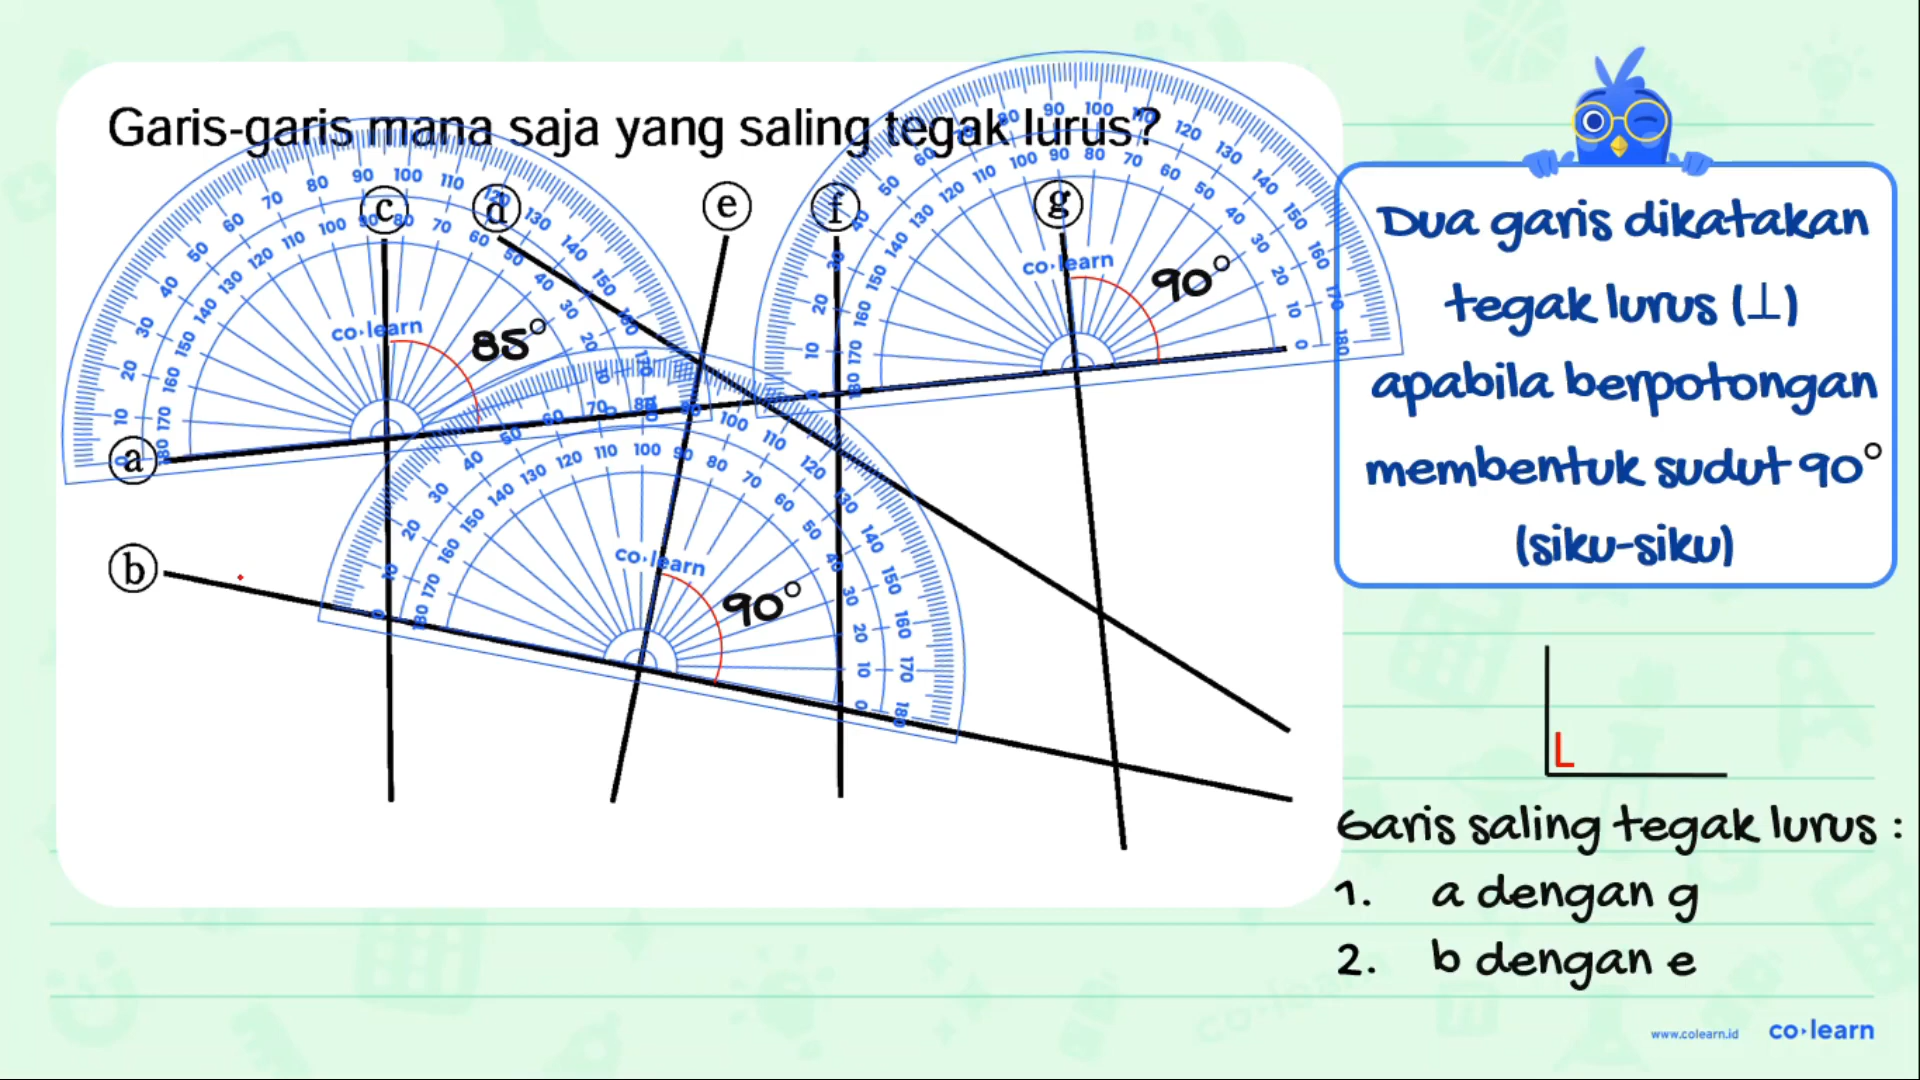 Garis-garis mana saja yang saling tegak lurus?
c
d
e
f
g
a
b
co·learn
85°
co·learn
90°
co·learn
90°
Dua garis dikatakan
tegak lurus (⊥)
apabila berpotongan
membentuk sudut 90°
(siku-siku)
Garis saling tegak lurus :
1. a dengan g
2. b dengan e
www.colearn.id
co·learn